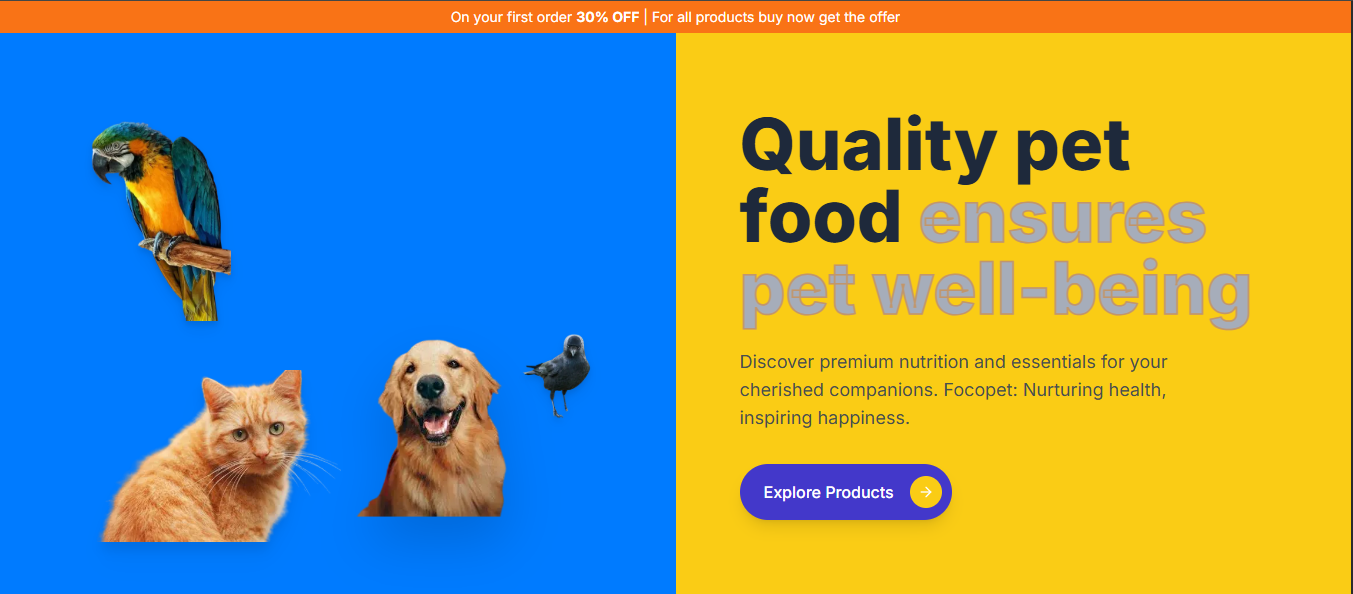 On your first order 30% OFF | For all products buy now get the offer
Quality pet
food ensures
pet well-being
Discover premium nutrition and essentials for your
cherished companions. Focopet: Nurturing health,
inspiring happiness.
Explore Products